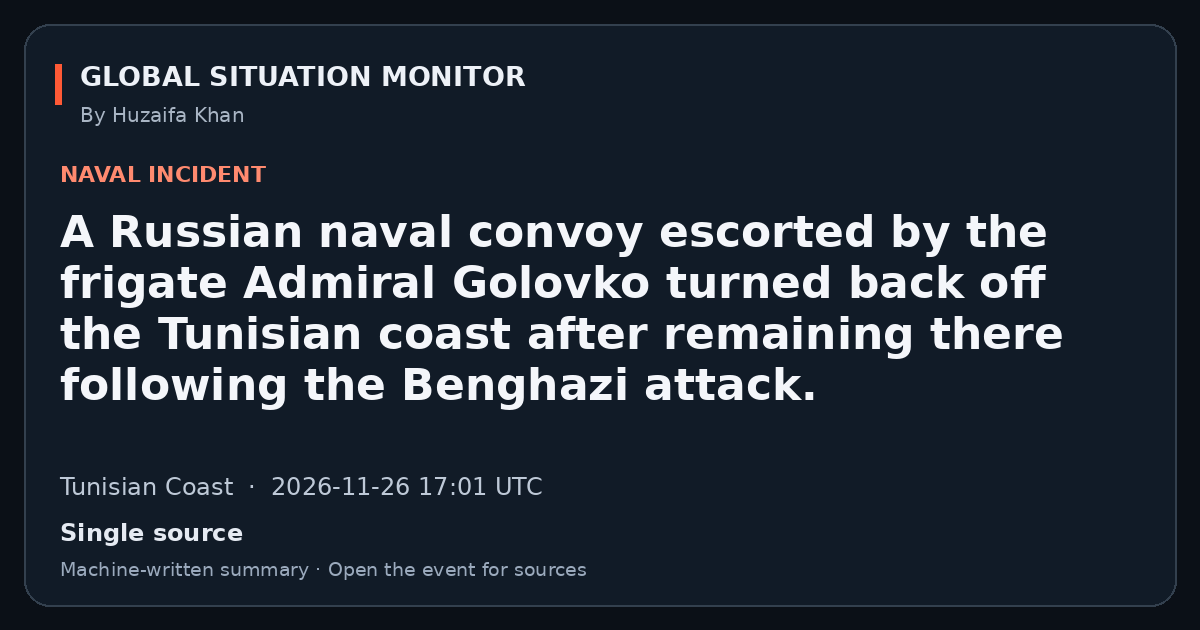 GLOBAL SITUATION MONITOR
By Huzaifa Khan
NAVAL INCIDENT
A Russian naval convoy escorted by the
frigate Admiral Golovko turned back off
the Tunisian coast after remaining there
following the Benghazi attack.
Tunisian Coast · 2026-11-26 17:01 UTC
Single source
Machine-written summary · Open the event for sources